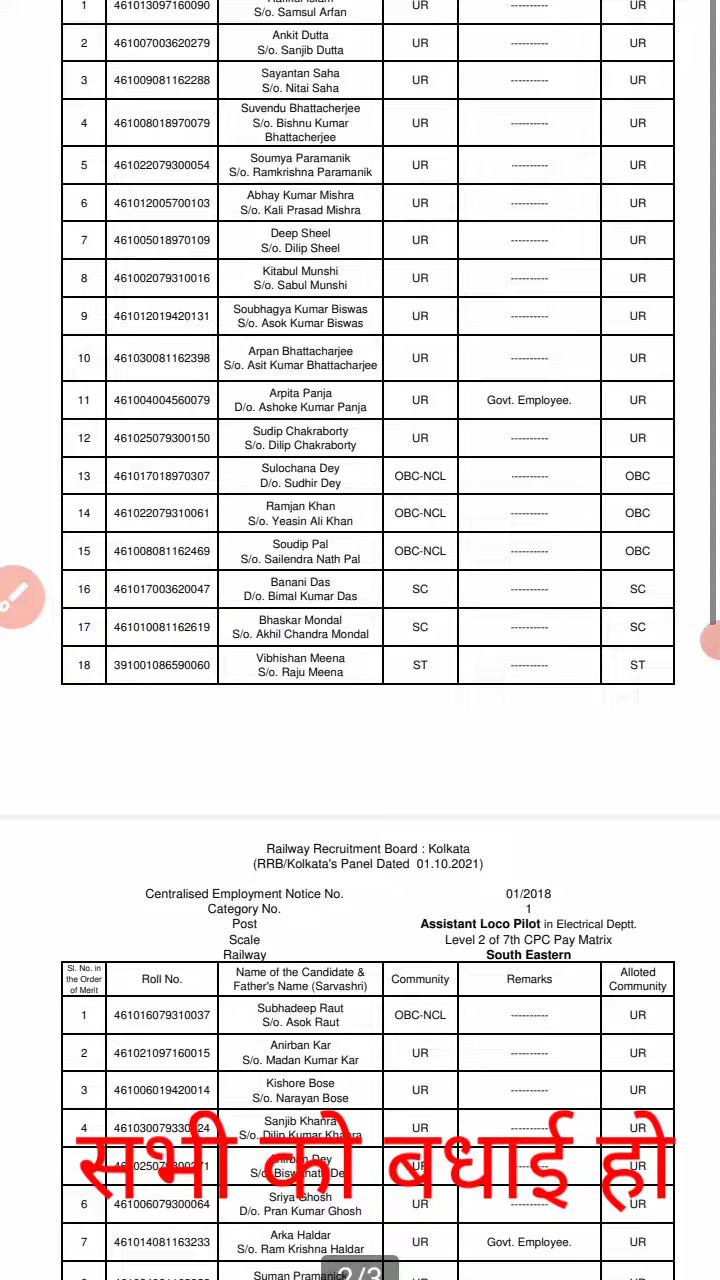 1 461013097160090 UR ---------- UR
S/o. Samsul Arfan
2 461007003620279 Ankit Dutta UR ---------- UR
S/o. Sanjib Dutta
3 461009081162288 Sayantan Saha UR ---------- UR
S/o. Nitai Saha
4 461008018970079 Suvendu Bhattacherjee UR ---------- UR
S/o. Bishnu Kumar
Bhattacherjee
5 461022079300054 Soumya Paramanik UR ---------- UR
S/o. Ramkrishna Paramanik
6 461012005700103 Abhay Kumar Mishra UR ---------- UR
S/o. Kali Prasad Mishra
7 461005018970109 Deep Sheel UR ---------- UR
S/o. Dilip Sheel
8 461002079310016 Kitabul Munshi UR ---------- UR
S/o. Sabul Munshi
9 461012019420131 Soubhagya Kumar Biswas UR ---------- UR
S/o. Asok Kumar Biswas
10 461030081162398 Arpan Bhattacharjee UR ---------- UR
S/o. Asit Kumar Bhattacharjee
11 461004004560079 Arpita Panja UR Govt. Employee. UR
D/o. Ashoke Kumar Panja
12 461025079300150 Sudip Chakraborty UR ---------- UR
S/o. Dilip Chakraborty
13 461017018970307 Sulochana Dey OBC-NCL ---------- OBC
D/o. Sudhir Dey
14 461022079310061 Ramjan Khan OBC-NCL ---------- OBC
S/o. Yeasin Ali Khan
15 461008081162469 Soudip Pal OBC-NCL ---------- OBC
S/o. Sailendra Nath Pal
16 461017003620047 Banani Das SC ---------- SC
D/o. Bimal Kumar Das
17 461010081162619 Bhaskar Mondal SC ---------- SC
S/o. Akhil Chandra Mondal
18 391001086590060 Vibhishan Meena ST ---------- ST
S/o. Raju Meena
Railway Recruitment Board : Kolkata
(RRB/Kolkata's Panel Dated 01.10.2021)
Centralised Employment Notice No. 01/2018
Category No. 1
Post Assistant Loco Pilot in Electrical Deptt.
Scale Level 2 of 7th CPC Pay Matrix
Railway South Eastern
Sl. No. in the Order of Merit Roll No. Name of the Candidate & Father's Name (Sarvashri) Community Remarks Alloted Community
1 461016079310037 Subhadeep Raut OBC-NCL ---------- UR
S/o. Asok Raut
2 461021097160015 Anirban Kar UR ---------- UR
S/o. Madan Kumar Kar
3 461006019420014 Kishore Bose UR ---------- UR
S/o. Narayan Bose
4 Sanjib Khanra UR ---------- UR
S/o. Dilip Kumar Khanra
सभी को बधाई हो
Dey UR UR
6 461006079300064 Sriya Ghosh UR ---------- UR
D/o. Pran Kumar Ghosh
7 461014081163233 Arka Haldar UR Govt. Employee. UR
S/o. Ram Krishna Haldar
Suman Pramanick
2/3